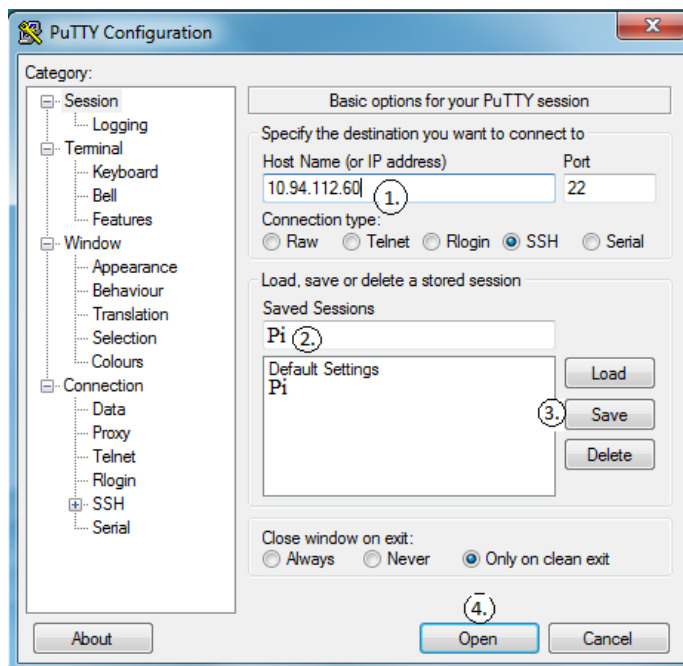 PuTTY Configuration
X
Category:
Session
Logging
Terminal
Keyboard
Bell
Features
Window
Appearance
Behaviour
Translation
Selection
Colours
Connection
Data
Proxy
Telnet
Rlogin
SSH
Serial
Basic options for your PuTTY session
Specify the destination you want to connect to
Host Name (or IP address) Port
10.94.112.60 1. 22
Connection type:
Raw Telnet Rlogin SSH Serial
Load, save or delete a stored session
Saved Sessions
Pi 2.
Default Settings
Pi
Load
3. Save
Delete
Close window on exit:
Always Never Only on clean exit
4.
About Open Cancel